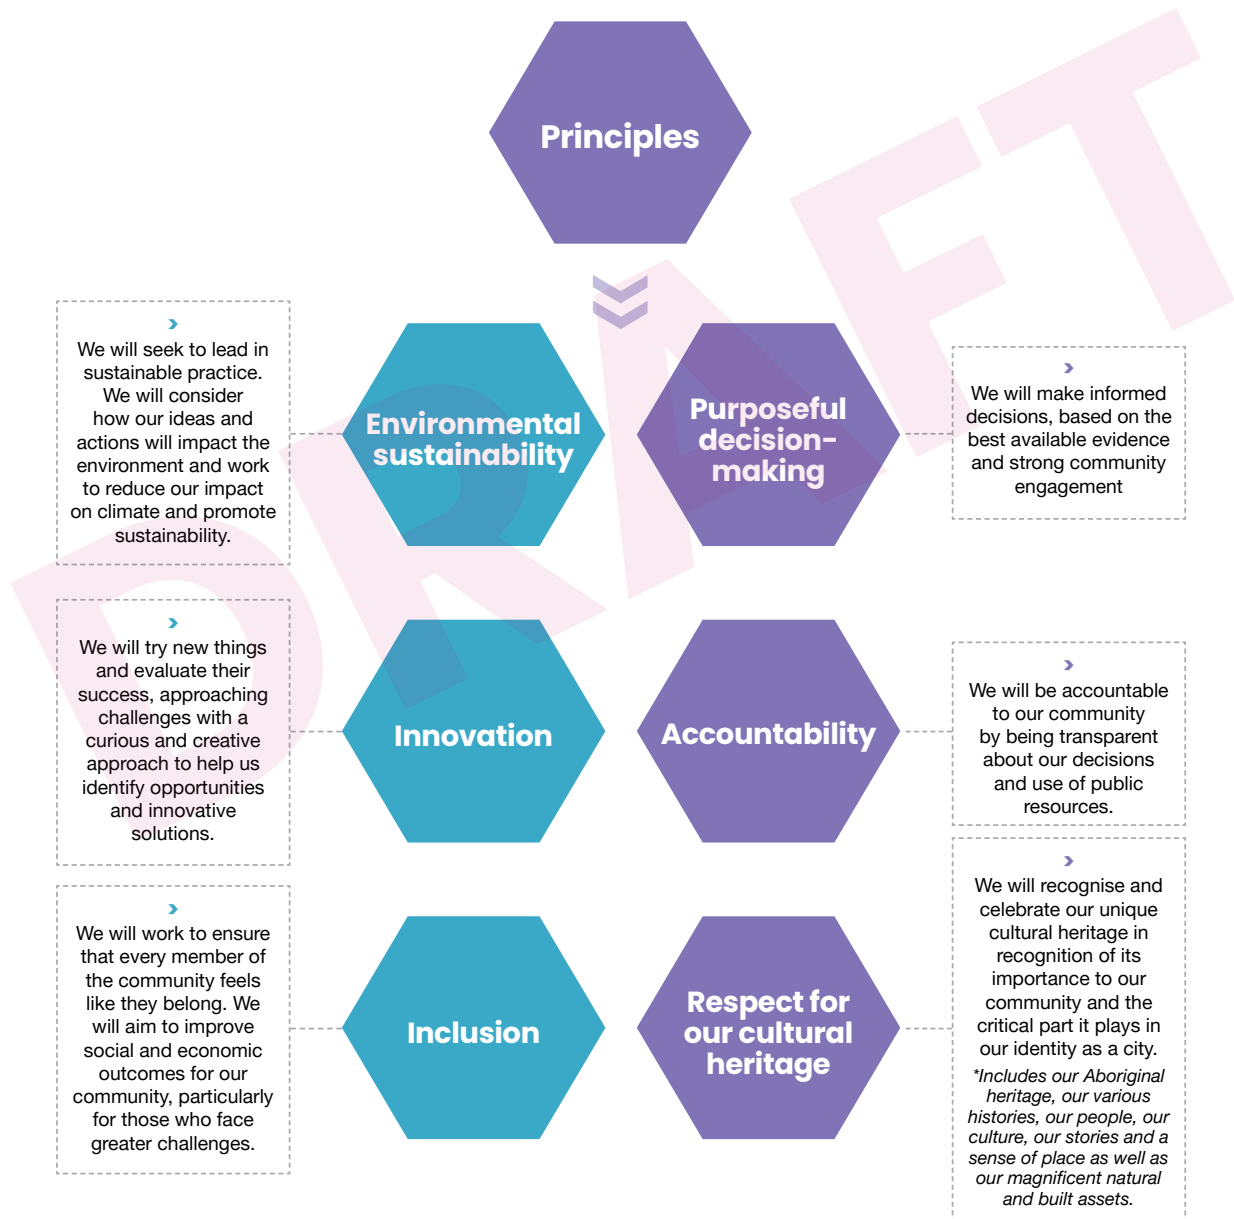 Principles
We will seek to lead in
sustainable practice.
We will consider
how our ideas and
actions will impact the
environment and work
to reduce our impact
on climate and promote
sustainability.
Environmental
sustainability
Purposeful
decision-
making
We will make informed
decisions, based on the
best available evidence
and strong community
engagement
We will try new things
and evaluate their
success, approaching
challenges with a
curious and creative
approach to help us
identify opportunities
and innovative
solutions.
Innovation
Accountability
We will be accountable
to our community
by being transparent
about our decisions
and use of public
resources.
We will work to ensure
that every member of
the community feels
like they belong. We
will aim to improve
social and economic
outcomes for our
community, particularly
for those who face
greater challenges.
Inclusion
Respect for
our cultural
heritage
We will recognise and
celebrate our unique
cultural heritage in
recognition of its
importance to our
community and the
critical part it plays in
our identity as a city.
*Includes our Aboriginal
heritage, our various
histories, our people, our
culture, our stories and a
sense of place as well as
our magnificent natural
and built assets.
DRAFT